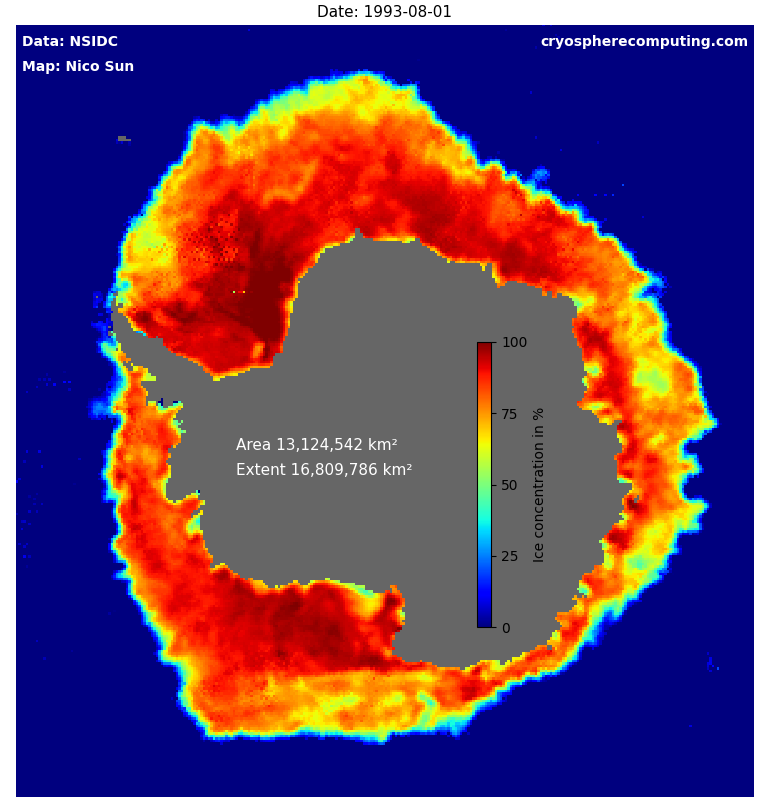 Date: 1993-08-01
Data: NSIDC
cryospherecomputing.com
Map: Nico Sun
100
75
50
25
0
Ice concentration in %
Area 13,124,542 km²
Extent 16,809,786 km²